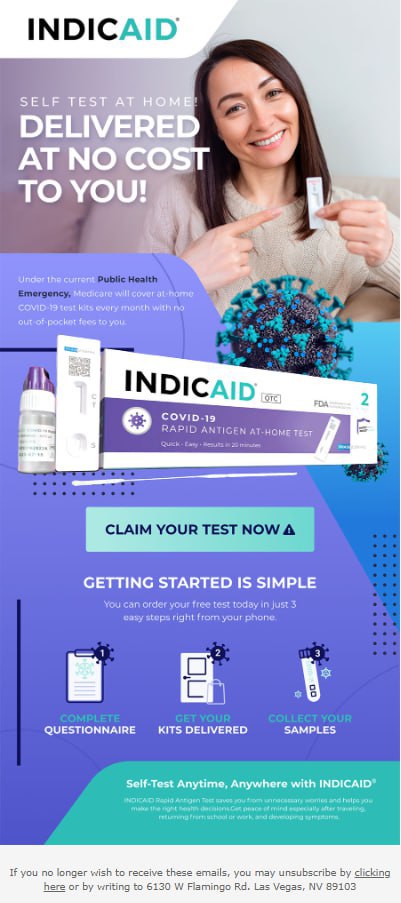 INDICAID®
SELF TEST AT HOME!
DELIVERED
AT NO COST
TO YOU!
Under the current Public Health
Emergency, Medicare will cover at-home
COVID-19 test kits every month with no
out-of-pocket fees to you.
INDICAID®
OTC
FDA
2
COVID-19
RAPID ANTIGEN AT-HOME TEST
Quick - Easy - Results in 20 minutes
C
T
S
CLAIM YOUR TEST NOW
GETTING STARTED IS SIMPLE
You can order your free test today in just 3
easy steps right from your phone.
1
2
3
COMPLETE
QUESTIONNAIRE
GET YOUR
KITS DELIVERED
COLLECT YOUR
SAMPLES
Self-Test Anytime, Anywhere with INDICAID®
INDICAID Rapid Antigen Test saves you from unnecessary worries and helps you
make the right health decisions.Get peace of mind especially after traveling,
returning from school or work, and developing symptoms.
If you no longer wish to receive these emails, you may unsubscribe by clicking
here or by writing to 6130 W Flamingo Rd. Las Vegas, NV 89103